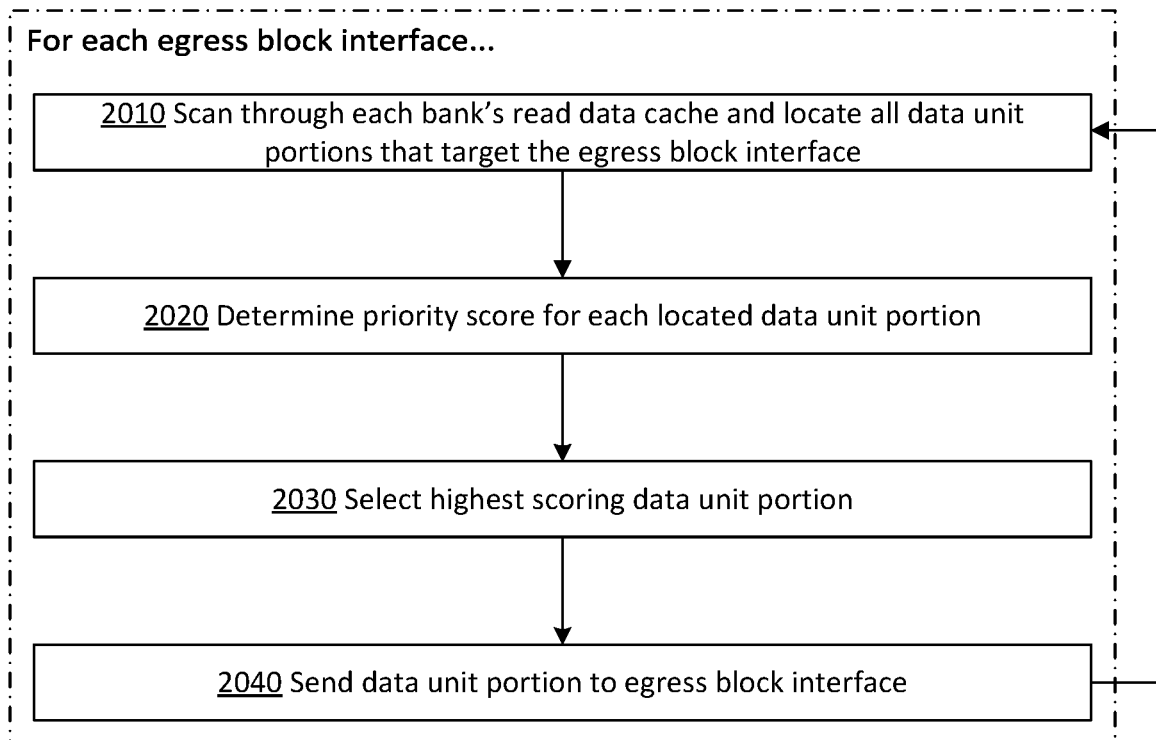 For each egress block interface...
2010 Scan through each bank's read data cache and locate all data unit
portions that target the egress block interface
2020 Determine priority score for each located data unit portion
2030 Select highest scoring data unit portion
2040 Send data unit portion to egress block interface